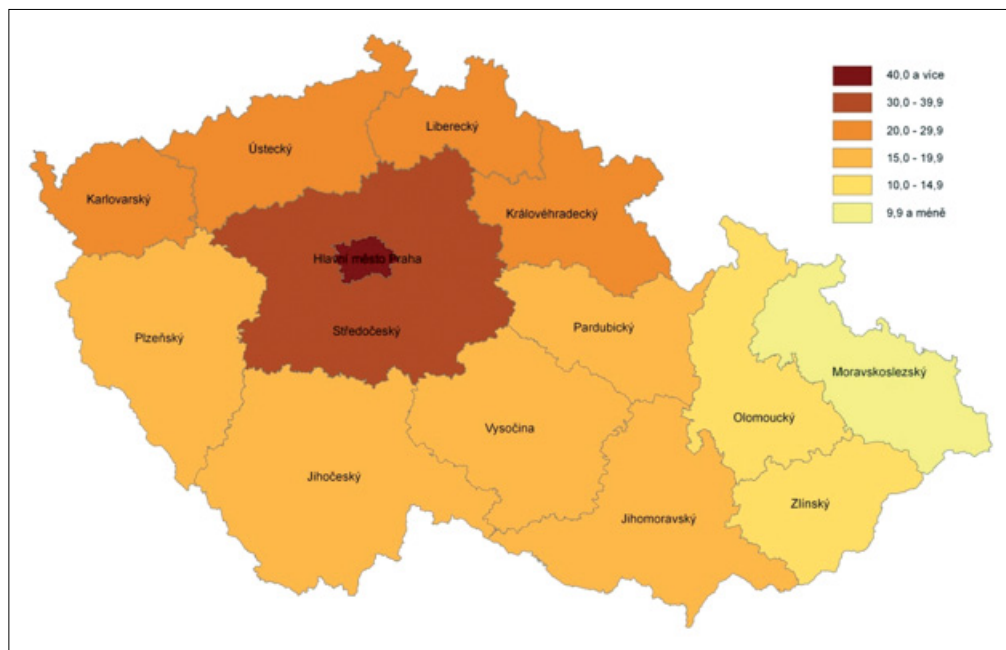 40,0 a více
30,0 - 39,9
20,0 - 29,9
15,0 - 19,9
10,0 - 14,9
9,9 a méně
Liberecký
Ústecký
Karlovarský
Královéhradecký
Hlavní město Praha
Středočeský
Pardubický
Plzeňský
Moravskoslezský
Olomoucký
Vysočina
Jihočeský
Zlínský
Jihomoravský